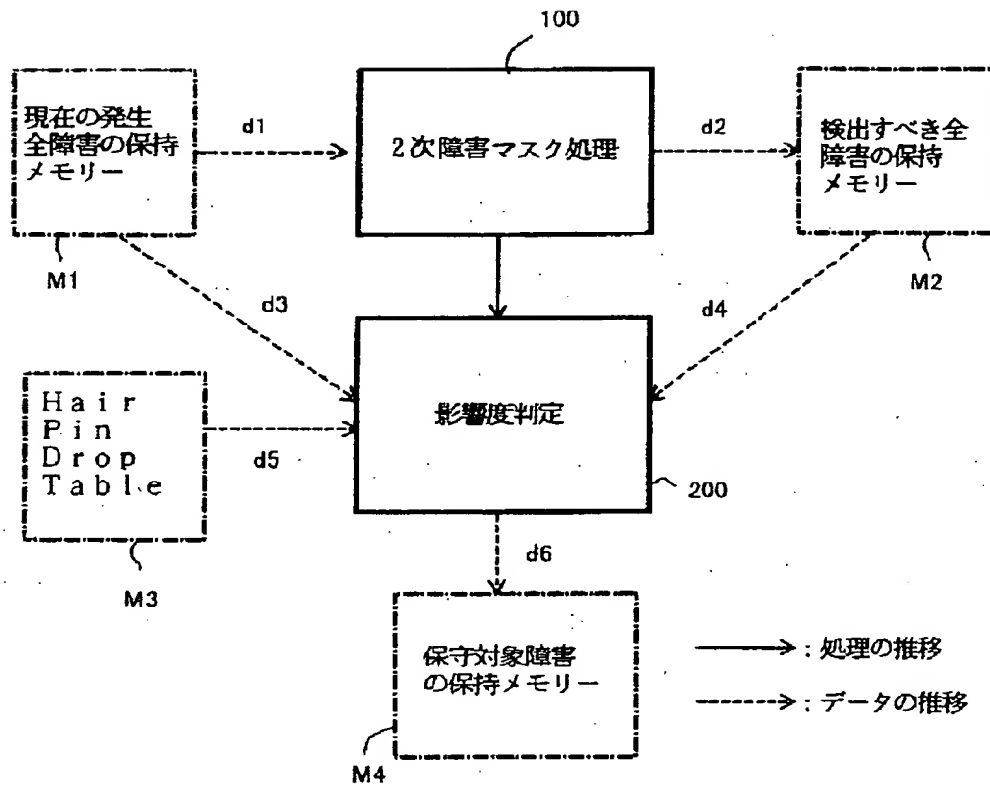 100
現在の発生
全障害の保持
メモリー
d1
2次障害マスク処理
d2
検出すべき全
障害の保持
メモリー
M1
M2
d3
d4
Hair
Pin
Drop
Table
d5
影響度判定
200
M3
d6
保守対象障害
の保持メモリー
M4
:処理の推移
:データの推移